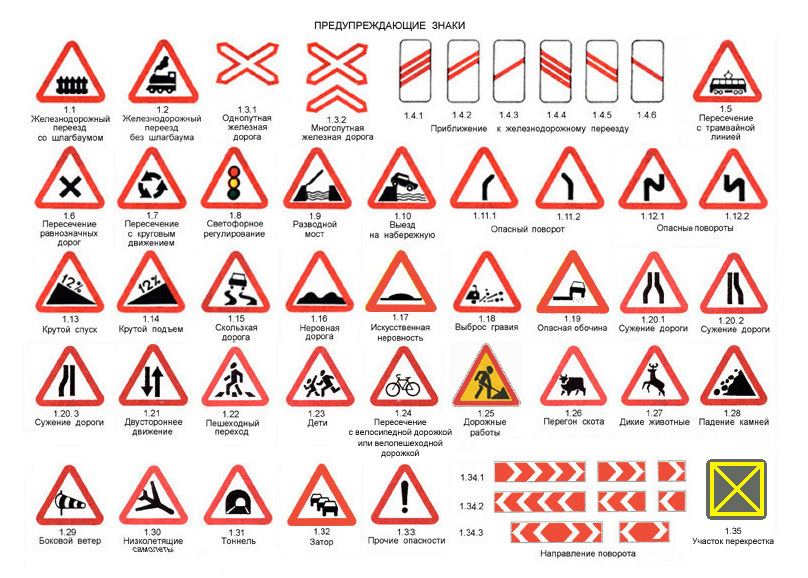 ПРЕДУПРЕЖДАЮЩИЕ ЗНАКИ
1.1
Железнодорожный
переезд
со шлагбаумом
1.2
Железнодорожный
переезд
без шлагбаума
1.3.1
Однопутная
железная
дорога
1.3.2
Многопутная
железная дорога
1.4.1
1.4.2
1.4.3
1.4.4
1.4.5
1.4.6
Приближение к железнодорожному переезду
1.5
Пересечение
с трамвайной
линией
1.6
Пересечение
равнозначных
дорог
1.7
Пересечение
с круговым
движением
1.8
Светофорное
регулирование
1.9
Разводной
мост
1.10
Выезд
на набережную
1.11.1
1.11.2
Опасный поворот
1.12.1
1.12.2
Опасные повороты
12%
1.13
Крутой спуск
12%
1.14
Крутой подъем
1.15
Скользкая
дорога
1.16
Неровная
дорога
1.17
Искусственная
неровность
1.18
Выброс гравия
1.19
Опасная обочина
1.20.1
Сужение дороги
1.20.2
Сужение дороги
1.20.3
Сужение дороги
1.21
Двустороннее
движение
1.22
Пешеходный
переход
1.23
Дети
1.24
Пересечение
с велосипедной дорожкой
или велопешеходной
дорожкой
1.25
Дорожные
работы
1.26
Перегон скота
1.27
Дикие животные
1.28
Падение камней
1.29
Боковой ветер
1.30
Низколетящие
самолеты
1.31
Тоннель
1.32
Затор
1.33
Прочие опасности
1.34.1
1.34.2
1.34.3
Направление поворота
1.35
Участок перекрестка